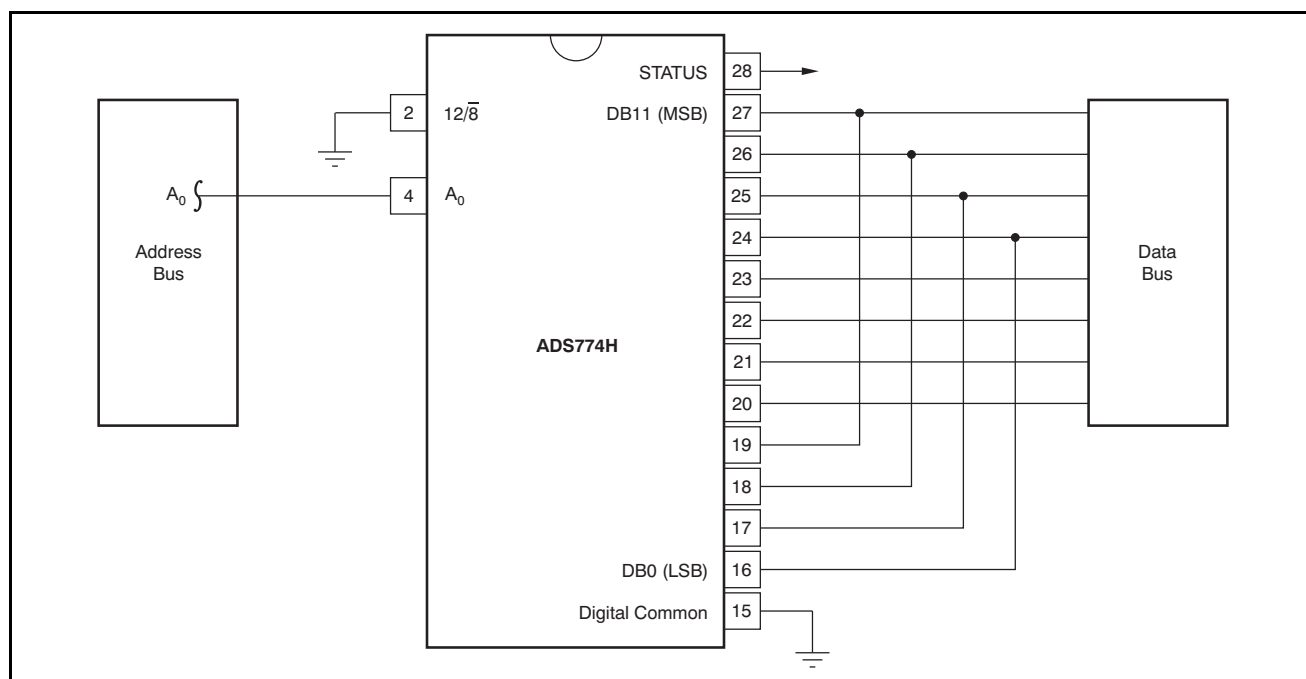 STATUS 28
2 12/8̅ DB11 (MSB) 27
26
A₀ 4 A₀ 25
24
Address
Bus
23
Data
Bus
22
ADS774H
21
20
19
18
17
DB0 (LSB) 16
Digital Common 15